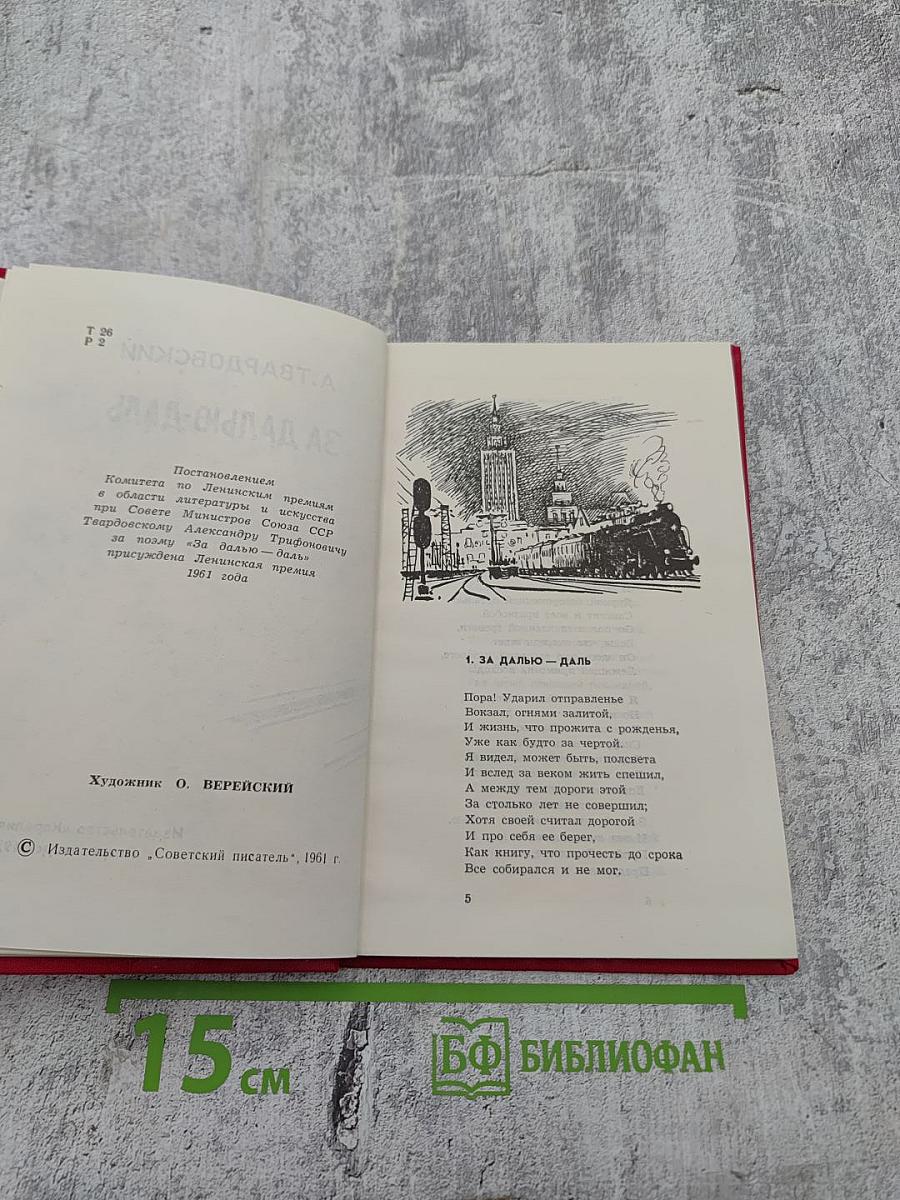 Т 26
Р 2
А. ТВАРДОВСКИЙ
ЗА ДАЛЬЮ-ДАЛЬ
Постановлением
Комитета по Ленинским премиям
в области литературы и искусства
при Совете Министров Союза ССР
Твардовскому Александру Трифоновичу
за поэму «За далью — даль»
присуждена Ленинская премия
1961 года
Художник О. ВЕРЕЙСКИЙ
© Издательство „Советский писатель“, 1961 г.
1. ЗА ДАЛЬЮ — ДАЛЬ
Пора! Ударил отправленье
Вокзал, огнями залитой,
И жизнь, что прожита с рожденья,
Уже как будто за чертой.
Я видел, может быть, полсвета
И вслед за веком жить спешил,
А между тем дороги этой
За столько лет не совершил;
Хотя своей считал дорогой
И про себя ее берег,
Как книгу, что прочесть до срока
Все собирался и не мог.
5
15 см
БФ БИБЛИОФАН